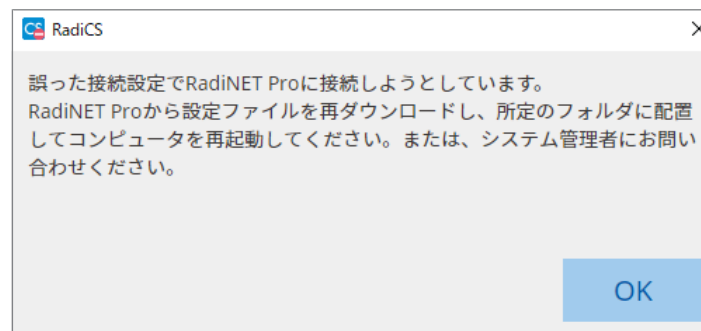 CS RadiCS
誤った接続設定でRadiNET Proに接続しようとしています。
RadiNET Proから設定ファイルを再ダウンロードし、所定のフォルダに配置
してコンピュータを再起動してください。または、システム管理者にお問い
合わせください。
OK